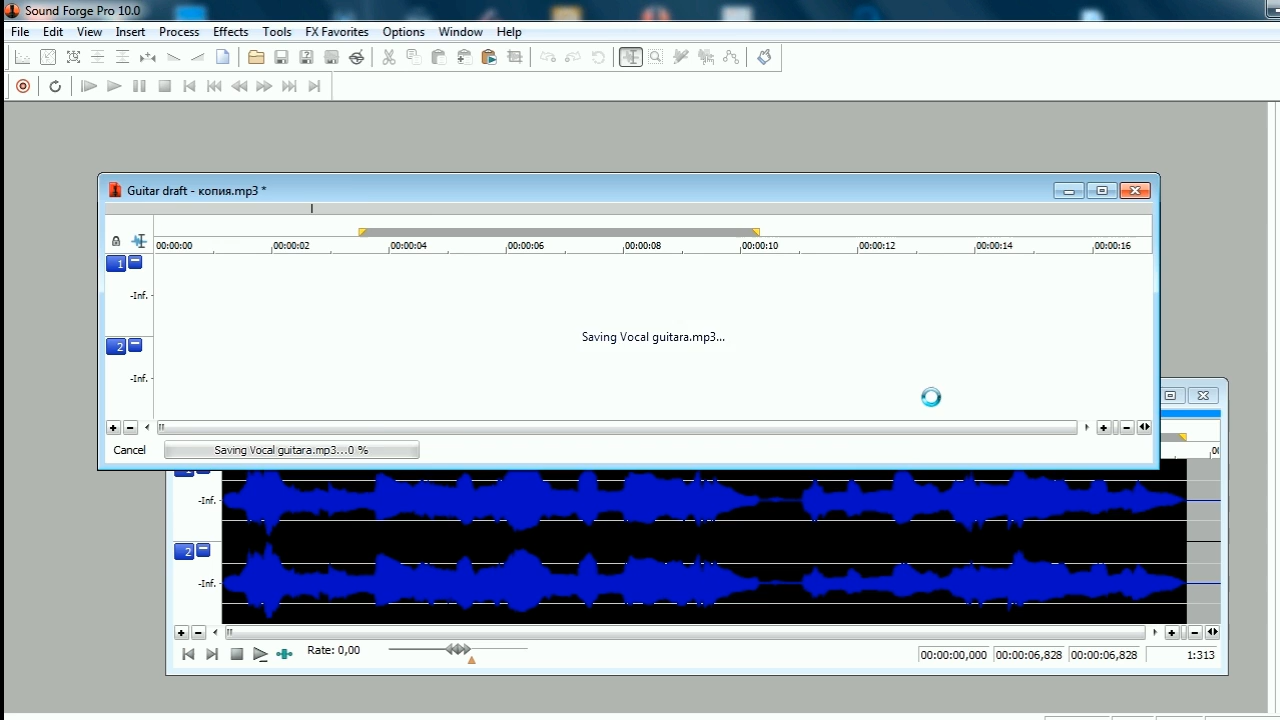 Sound Forge Pro 10.0
File Edit View Insert Process Effects Tools FX Favorites Options Window Help
Guitar draft - копия.mp3 *
00:00:00 00:00:02 00:00:04 00:00:06 00:00:08 00:00:10 00:00:12 00:00:14 00:00:16
1
-Inf.
Saving Vocal guitara.mp3...
2
-Inf.
Cancel Saving Vocal guitara.mp3...0 %
-Inf.
2
-Inf.
Rate: 0,00 00:00:00,000 00:00:06,828 00:00:06,828 1:313